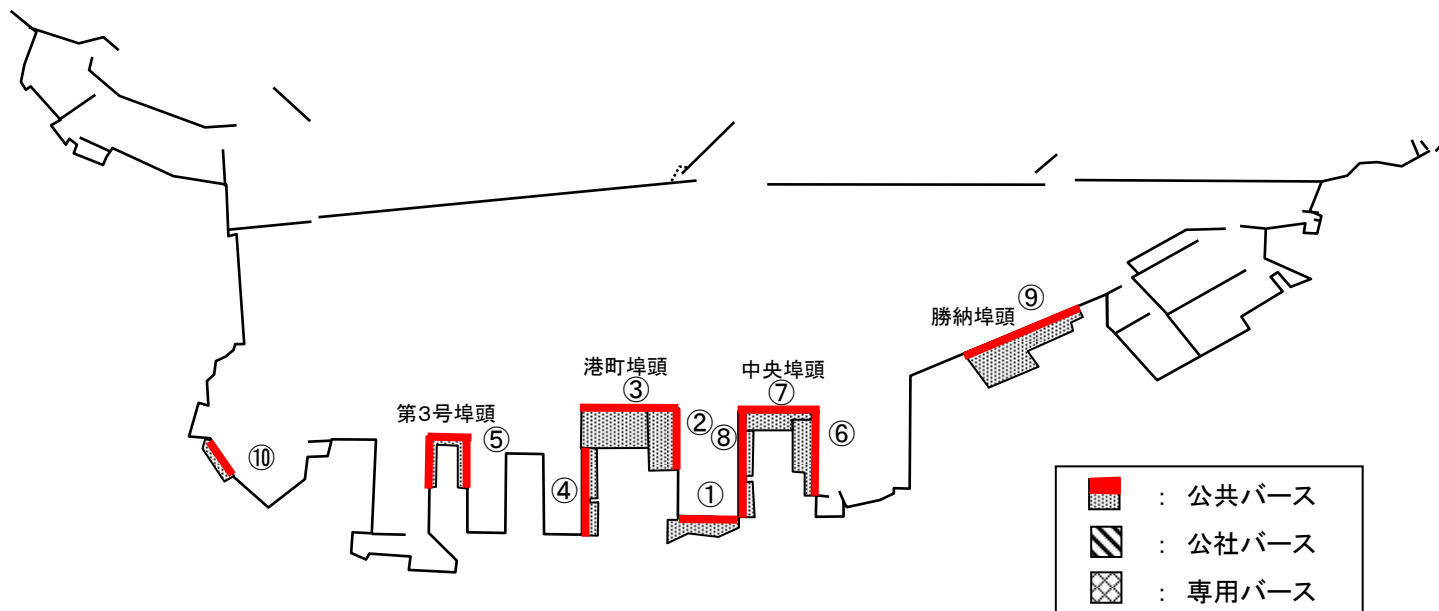 ⑨
勝納埠頭
港町埠頭
③
中央埠頭
⑦
第3号埠頭
⑤
②
⑧
⑥
⑩
④
①
: 公共バース
: 公社バース
: 専用バース